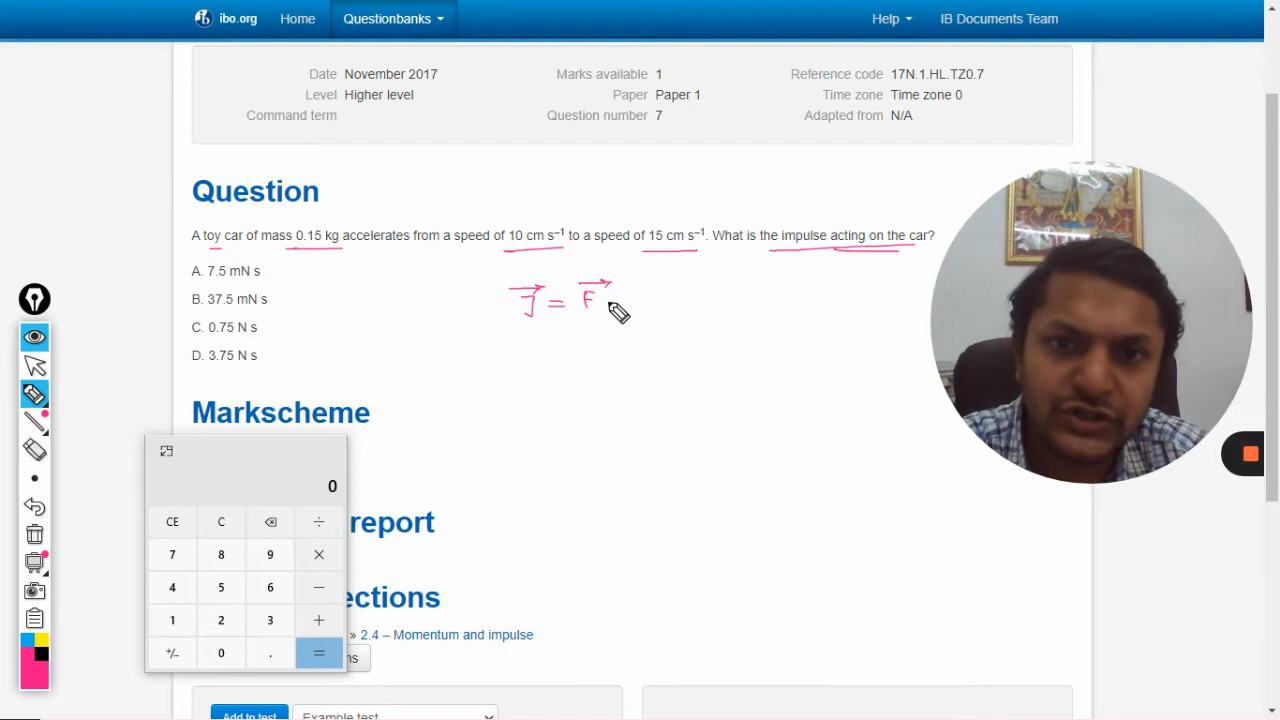 ibo.org Home Questionbanks Help IB Documents Team
Date November 2017 Marks available 1 Reference code 17N.1.HL.TZ0.7
Level Higher level Paper Paper 1 Time zone Time zone 0
Command term Question number 7 Adapted from N/A
Question
A toy car of mass 0.15 kg accelerates from a speed of 10 cm s⁻¹ to a speed of 15 cm s⁻¹. What is the impulse acting on the car?
A. 7.5 mN s
B. 37.5 mN s
J = F
C. 0.75 N s
D. 3.75 N s
Markscheme
0
CE C ÷
report
7 8 9 ×
4 5 6 −
ections
1 2 3 +
» 2.4 – Momentum and impulse
+/− 0 . =
ns
Add to test Example test